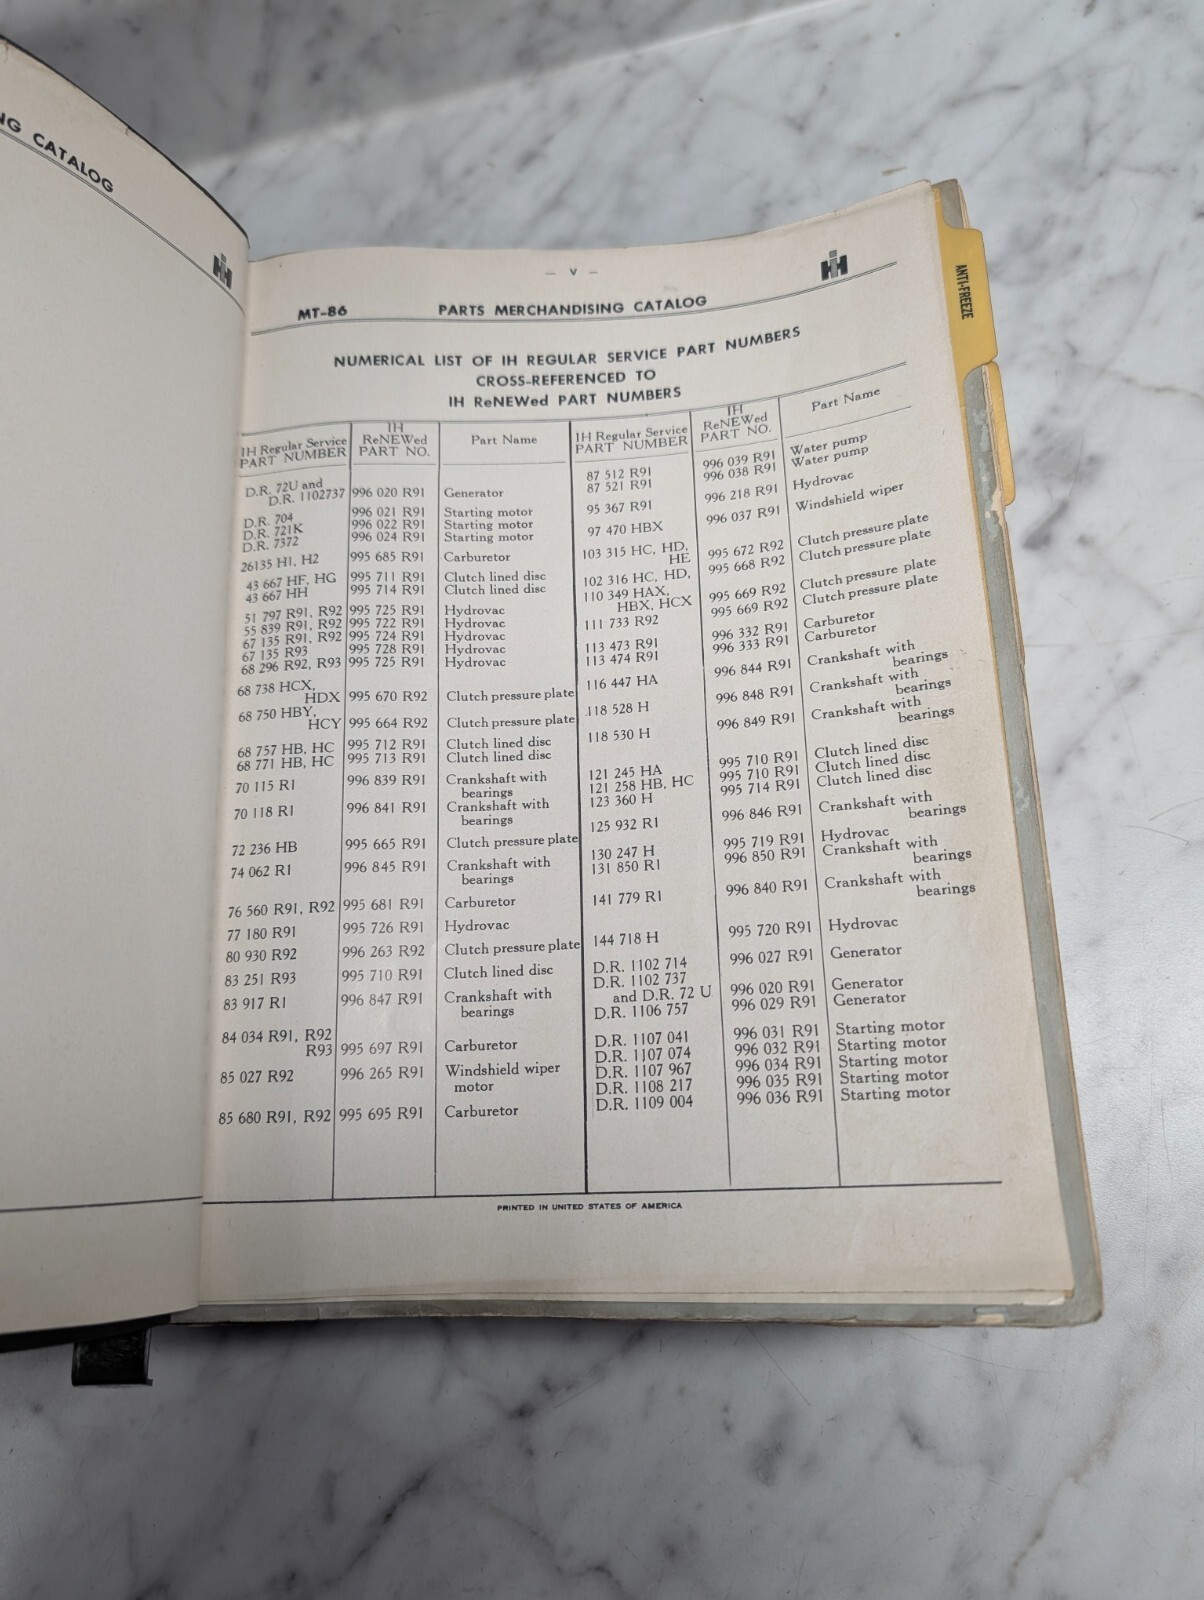 NG CATALOG
IH
— v —
IH
MT-86 PARTS MERCHANDISING CATALOG
NUMERICAL LIST OF IH REGULAR SERVICE PART NUMBERS
CROSS-REFERENCED TO
IH ReNEWed PART NUMBERS
IH Regular Service PART NUMBER IH ReNEWed PART NO. Part Name
D.R. 72U and
D.R. 1102737 996 020 R91 Generator
D.R. 704 996 021 R91 Starting motor
D.R. 721K 996 022 R91 Starting motor
D.R. 7372 996 024 R91 Starting motor
26135 H1, H2 995 685 R91 Carburetor
43 667 HF, HG 995 711 R91 Clutch lined disc
43 667 HH 995 714 R91 Clutch lined disc
51 797 R91, R92 995 725 R91 Hydrovac
55 839 R91, R92 995 722 R91 Hydrovac
67 135 R91, R92 995 724 R91 Hydrovac
67 135 R93 995 728 R91 Hydrovac
68 296 R92, R93 995 725 R91 Hydrovac
68 738 HCX,
HDX 995 670 R92 Clutch pressure plate
68 750 HBY,
HCY 995 664 R92 Clutch pressure plate
68 757 HB, HC 995 712 R91 Clutch lined disc
68 771 HB, HC 995 713 R91 Clutch lined disc
70 115 R1 996 839 R91 Crankshaft with
bearings
70 118 R1 996 841 R91 Crankshaft with
bearings
72 236 HB 995 665 R91 Clutch pressure plate
74 062 R1 996 845 R91 Crankshaft with
bearings
76 560 R91, R92 995 681 R91 Carburetor
77 180 R91 995 726 R91 Hydrovac
80 930 R92 996 263 R92 Clutch pressure plate
83 251 R93 995 710 R91 Clutch lined disc
83 917 R1 996 847 R91 Crankshaft with
bearings
84 034 R91, R92
R93 995 697 R91 Carburetor
85 027 R92 996 265 R91 Windshield wiper
motor
85 680 R91, R92 995 695 R91 Carburetor
IH Regular Service PART NUMBER IH ReNEWed PART NO. Part Name
87 512 R91 996 039 R91 Water pump
87 521 R91 996 038 R91 Water pump
95 367 R91 996 218 R91 Hydrovac
97 470 HBX 996 037 R91 Windshield wiper
103 315 HC, HD,
HE 995 672 R92 Clutch pressure plate
102 316 HC, HD, 995 668 R92 Clutch pressure plate
110 349 HAX,
HBX, HCX 995 669 R92 Clutch pressure plate
111 733 R92 995 669 R92 Clutch pressure plate
113 473 R91 996 332 R91 Carburetor
113 474 R91 996 333 R91 Carburetor
116 447 HA 996 844 R91 Crankshaft with
bearings
118 528 H 996 848 R91 Crankshaft with
bearings
118 530 H 996 849 R91 Crankshaft with
bearings
121 245 HA 995 710 R91 Clutch lined disc
121 258 HB, HC 995 710 R91 Clutch lined disc
123 360 H 995 714 R91 Clutch lined disc
125 932 R1 996 846 R91 Crankshaft with
bearings
130 247 H 995 719 R91 Hydrovac
131 850 R1 996 850 R91 Crankshaft with
bearings
141 779 R1 996 840 R91 Crankshaft with
bearings
144 718 H 995 720 R91 Hydrovac
D.R. 1102 714 996 027 R91 Generator
D.R. 1102 737
and D.R. 72 U 996 020 R91 Generator
D.R. 1106 757 996 029 R91 Generator
D.R. 1107 041 996 031 R91 Starting motor
D.R. 1107 074 996 032 R91 Starting motor
D.R. 1107 967 996 034 R91 Starting motor
D.R. 1108 217 996 035 R91 Starting motor
D.R. 1109 004 996 036 R91 Starting motor
PRINTED IN UNITED STATES OF AMERICA
ANTI-FREEZE